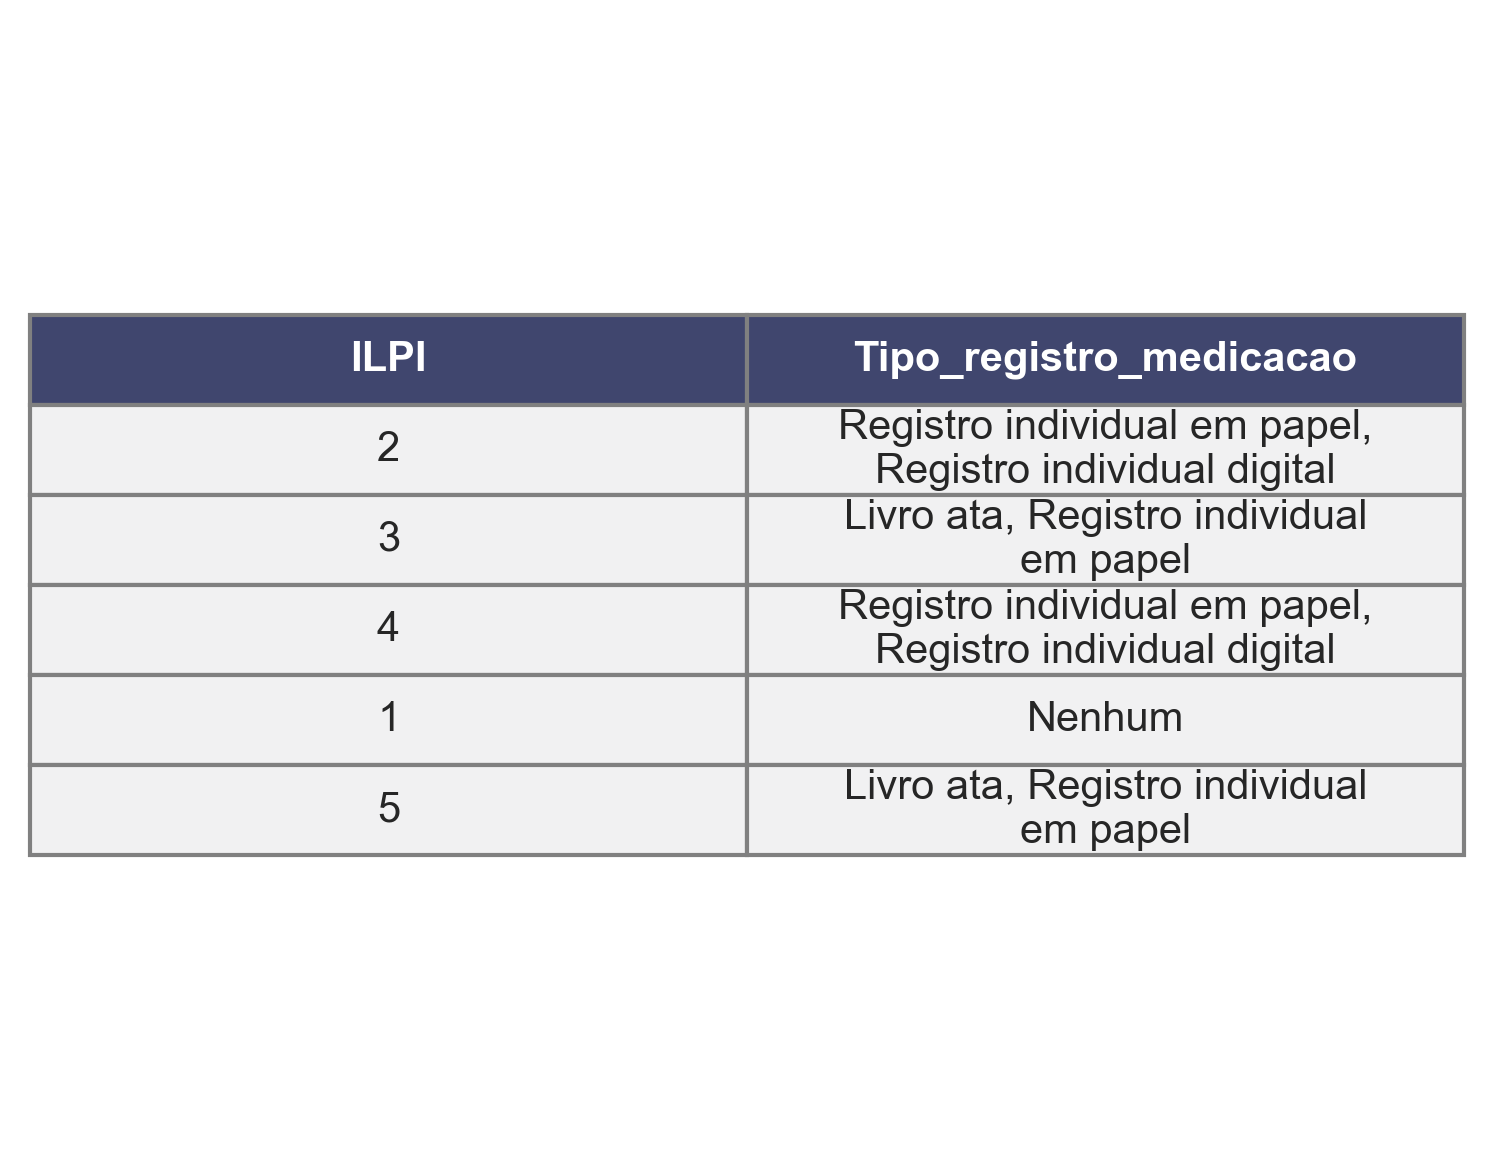 ILPI Tipo_registro_medicacao
2 Registro individual em papel,
Registro individual digital
3 Livro ata, Registro individual
em papel
4 Registro individual em papel,
Registro individual digital
1 Nenhum
5 Livro ata, Registro individual
em papel